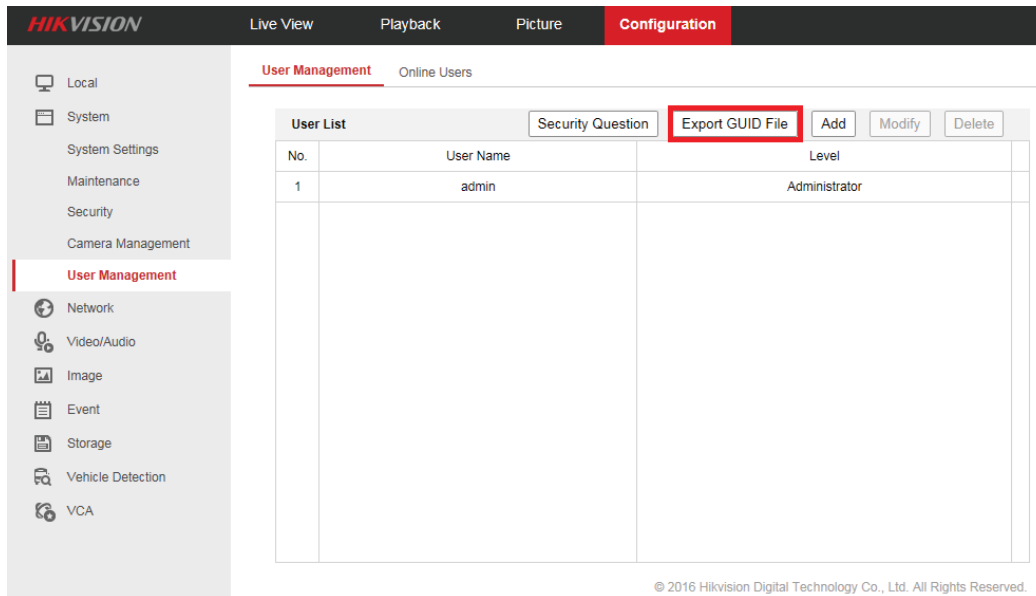 HIKVISION
Live View Playback Picture Configuration
Local
System
System Settings
Maintenance
Security
Camera Management
User Management
Network
Video/Audio
Image
Event
Storage
Vehicle Detection
VCA
User Management Online Users
User List Security Question Export GUID File Add Modify Delete
No. User Name Level
1 admin Administrator
© 2016 Hikvision Digital Technology Co., Ltd. All Rights Reserved.